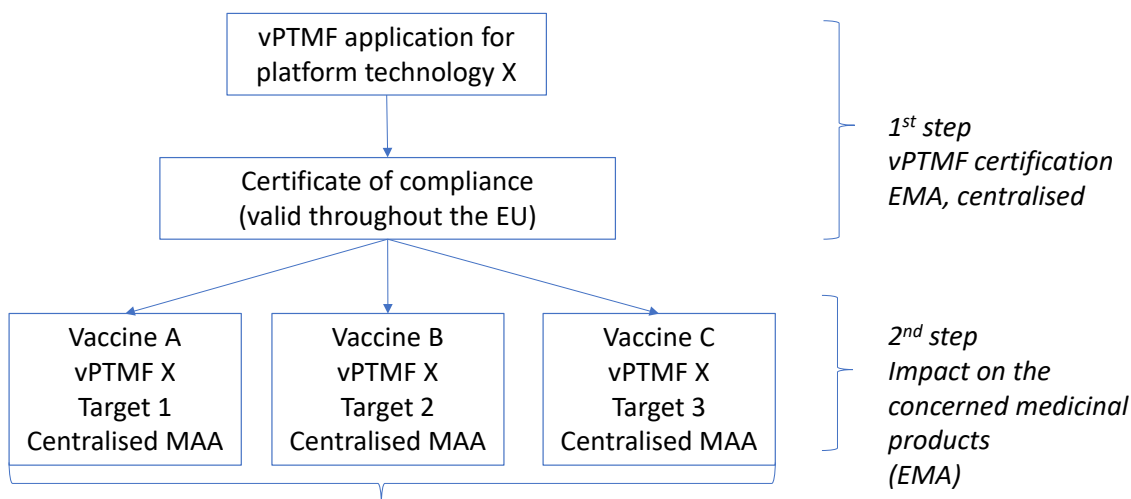 vPTMF application for
platform technology X
1st step
vPTMF certification
EMA, centralised
Certificate of compliance
(valid throughout the EU)
Vaccine A
vPTMF X
Target 1
Centralised MAA
Vaccine B
vPTMF X
Target 2
Centralised MAA
Vaccine C
vPTMF X
Target 3
Centralised MAA
2nd step
Impact on the
concerned medicinal
products
(EMA)